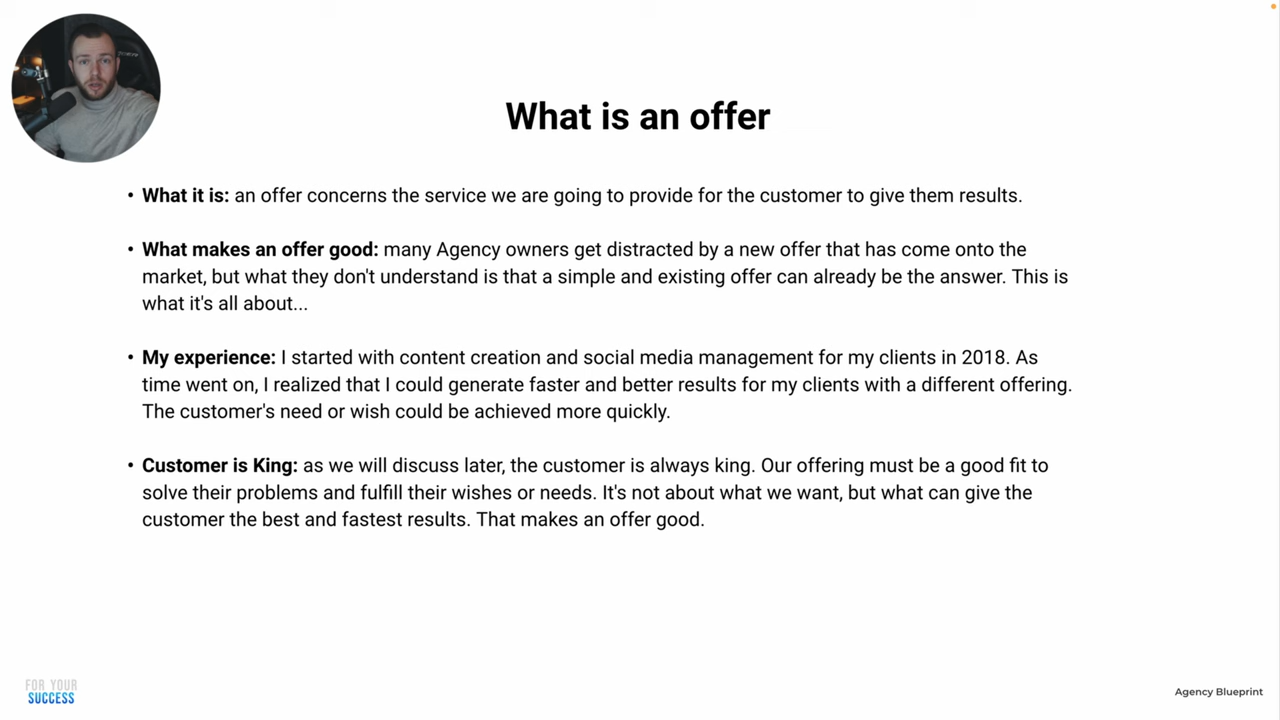 What is an offer
• What it is: an offer concerns the service we are going to provide for the customer to give them results.
• What makes an offer good: many Agency owners get distracted by a new offer that has come onto the
market, but what they don't understand is that a simple and existing offer can already be the answer. This is
what it's all about...
• My experience: I started with content creation and social media management for my clients in 2018. As
time went on, I realized that I could generate faster and better results for my clients with a different offering.
The customer's need or wish could be achieved more quickly.
• Customer is King: as we will discuss later, the customer is always king. Our offering must be a good fit to
solve their problems and fulfill their wishes or needs. It's not about what we want, but what can give the
customer the best and fastest results. That makes an offer good.
FOR YOUR
SUCCESS
Agency Blueprint